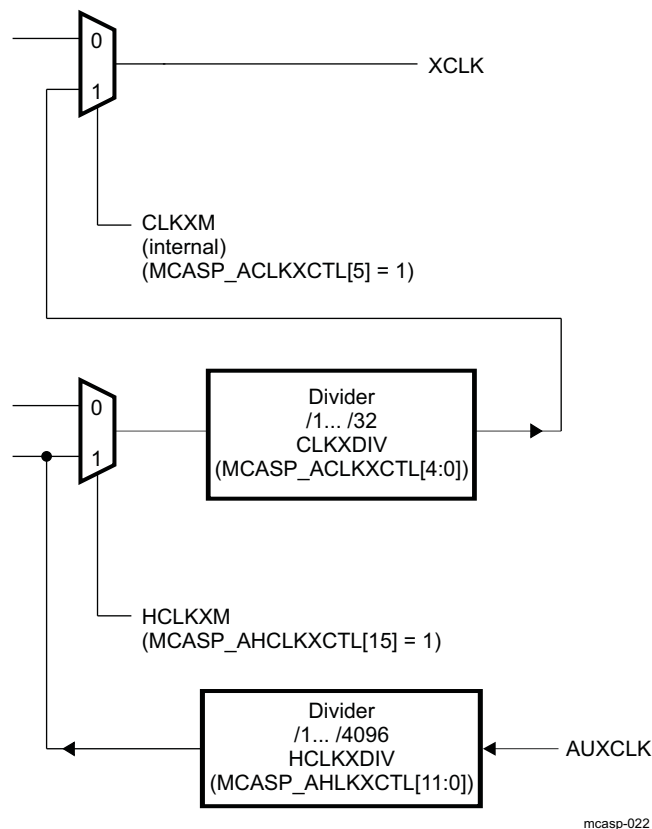 0
XCLK
1
CLKXM
(internal)
(MCASP_ACLKXCTL[5] = 1)
Divider
/1... /32
CLKXDIV
(MCASP_ACLKXCTL[4:0])
0
1
HCLKXM
(MCASP_AHCLKXCTL[15] = 1)
Divider
/1... /4096
HCLKXDIV
(MCASP_AHLKXCTL[11:0])
AUXCLK
mcasp-022